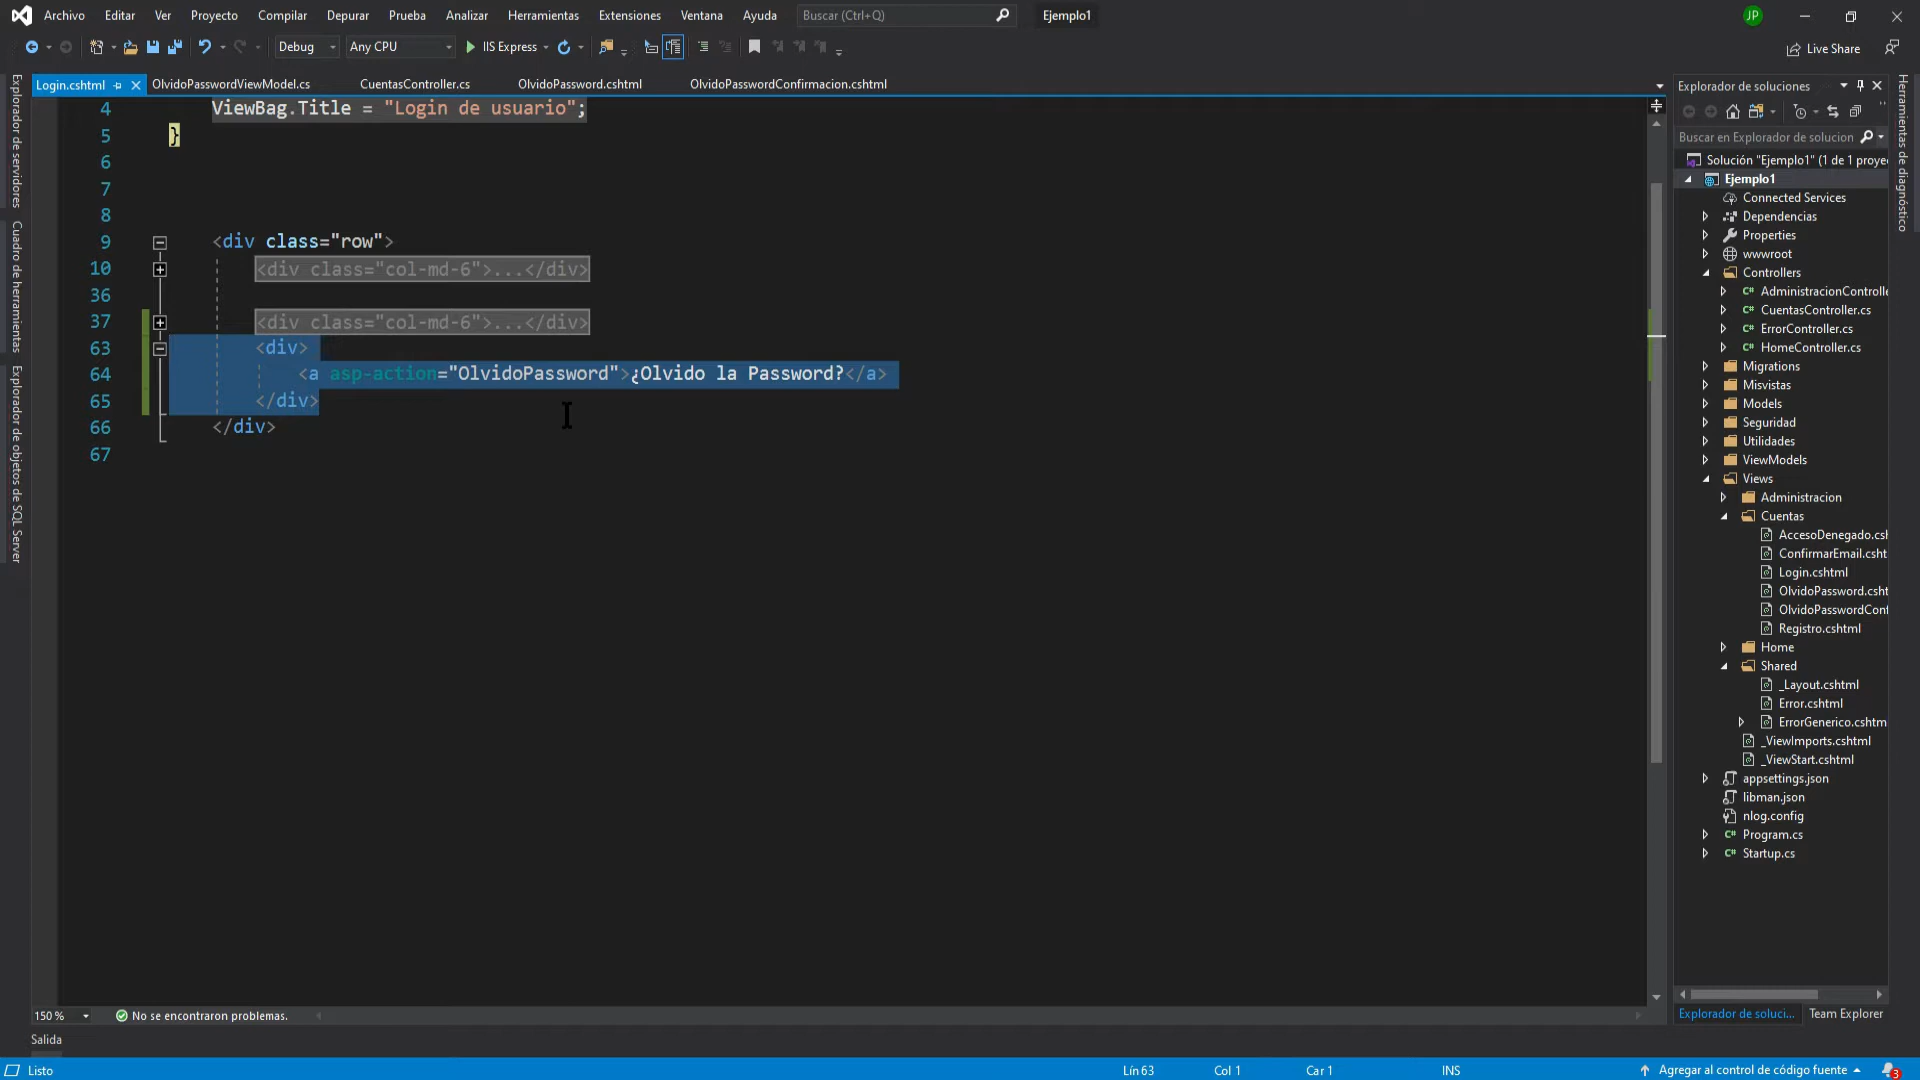 Archivo Editar Ver Proyecto Compilar Depurar Prueba Analizar Herramientas Extensiones Ventana Ayuda Buscar (Ctrl+Q) Ejemplo1 JP
Debug Any CPU IIS Express Live Share
Login.cshtml OlvidoPasswordViewModel.cs CuentasController.cs OlvidoPassword.cshtml OlvidoPasswordConfirmacion.cshtml
4 ViewBag.Title = "Login de usuario";
5 }
6
7
8
9 <div class="row">
10 <div class="col-md-6">...</div>
36
37 <div class="col-md-6">...</div>
63 <div>
64 <a asp-action="OlvidoPassword">¿Olvido la Password?</a>
65 </div>
66 </div>
67
150 % No se encontraron problemas.
Salida
Listo Lín 63 Col 1 Car 1 INS Agregar al control de código fuente 3
Explorador de servidores
Cuadro de herramientas
Explorador de objetos de SQL Server
Explorador de soluciones
Buscar en Explorador de solucion
Solución "Ejemplo1" (1 de 1 proye
Ejemplo1
Connected Services
Dependencias
Properties
wwwroot
Controllers
C# AdministracionControlle
C# CuentasController.cs
C# ErrorController.cs
C# HomeController.cs
Migrations
Misvistas
Models
Seguridad
Utilidades
ViewModels
Views
Administracion
Cuentas
AccesoDenegado.csh
ConfirmarEmail.csht
Login.cshtml
OlvidoPassword.csht
OlvidoPasswordConf
Registro.cshtml
Home
Shared
_Layout.cshtml
Error.cshtml
ErrorGenerico.cshtm
_ViewImports.cshtml
_ViewStart.cshtml
appsettings.json
libman.json
nlog.config
C# Program.cs
C# Startup.cs
Explorador de soluci... Team Explorer
Herramientas de diagnóstico